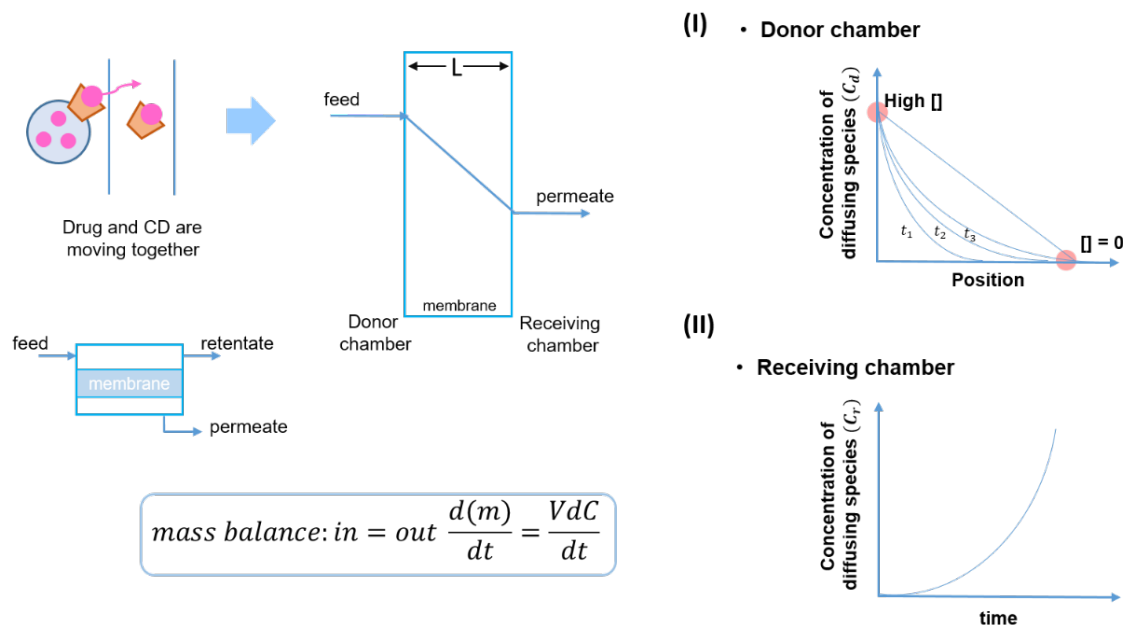 Drug and CD are
moving together
L
feed
permeate
membrane
Donor
chamber
Receiving
chamber
feed
retentate
membrane
permeate
mass balance: in = out d(m)/dt = VdC/dt
(I)
• Donor chamber
Concentration of
diffusing species (C_d)
High []
t_1
t_2
t_3
[] = 0
Position
(II)
• Receiving chamber
Concentration of
diffusing species (C_r)
time